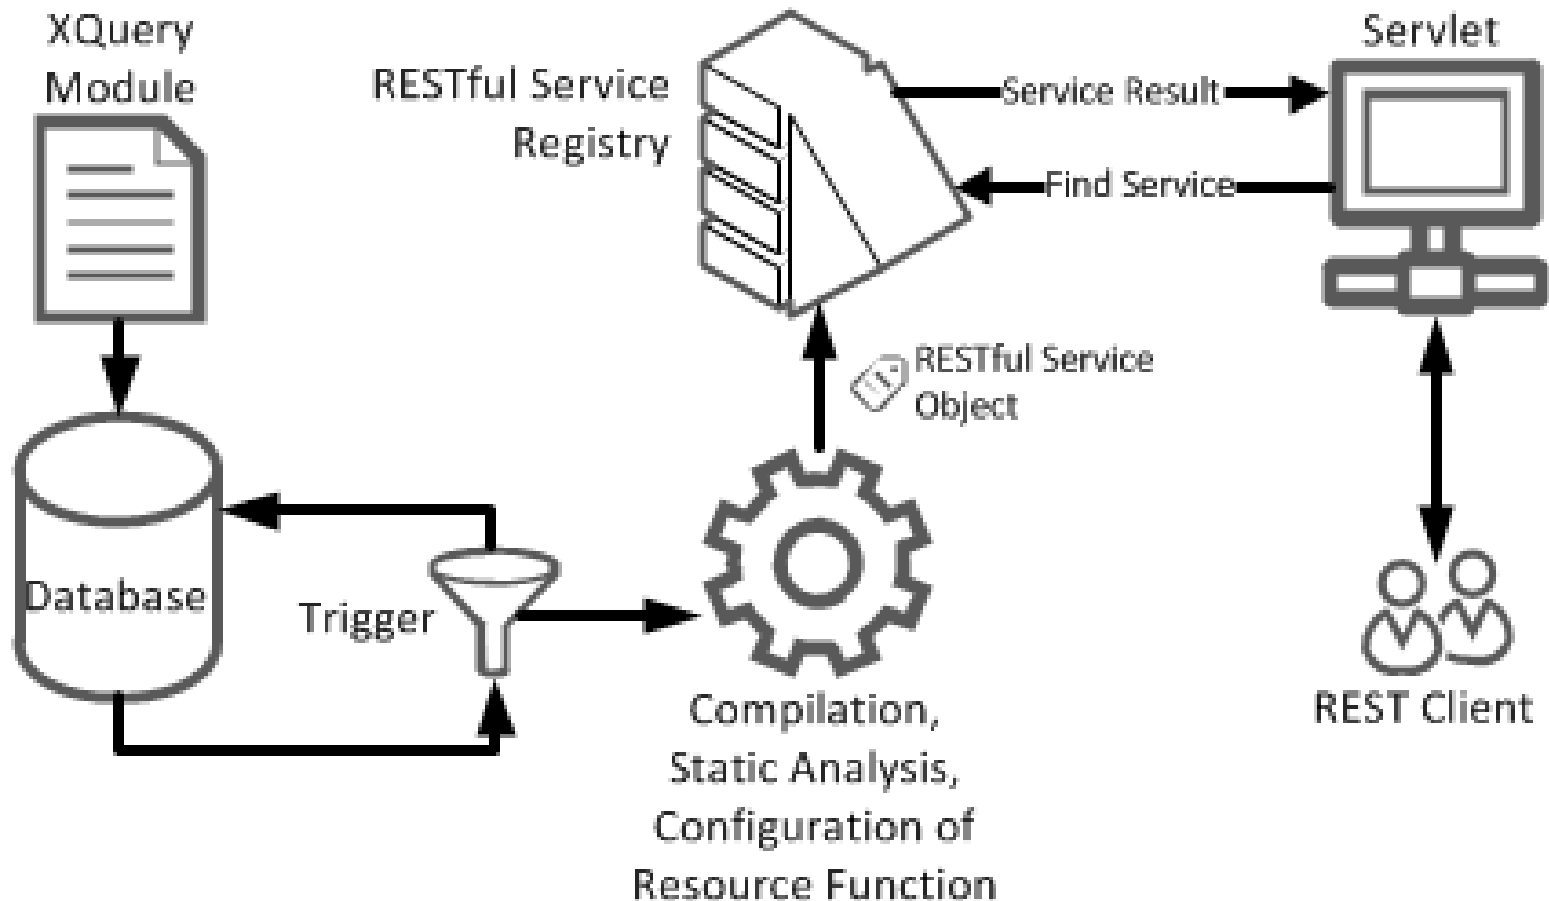 XQuery
Module
RESTful Service
Registry
Service Result
Find Service
Servlet
RESTful Service
Object
Database
Trigger
Compilation,
Static Analysis,
Configuration of
Resource Function
REST Client